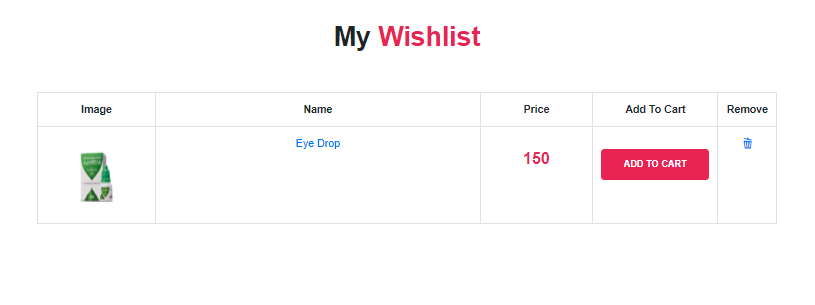 My Wishlist
Image Name Price Add To Cart Remove
Eye Drop
150
ADD TO CART